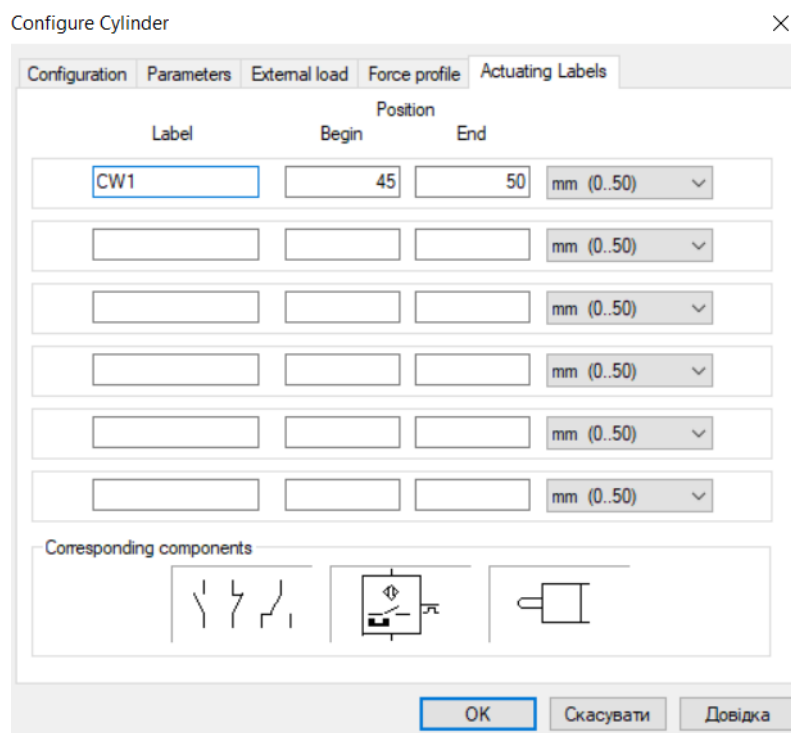 Configure Cylinder
Configuration Parameters External load Force profile Actuating Labels
Position
Label Begin End
CW1 45 50 mm (0..50)
mm (0..50)
mm (0..50)
mm (0..50)
mm (0..50)
mm (0..50)
Corresponding components
OK Скасувати Довідка